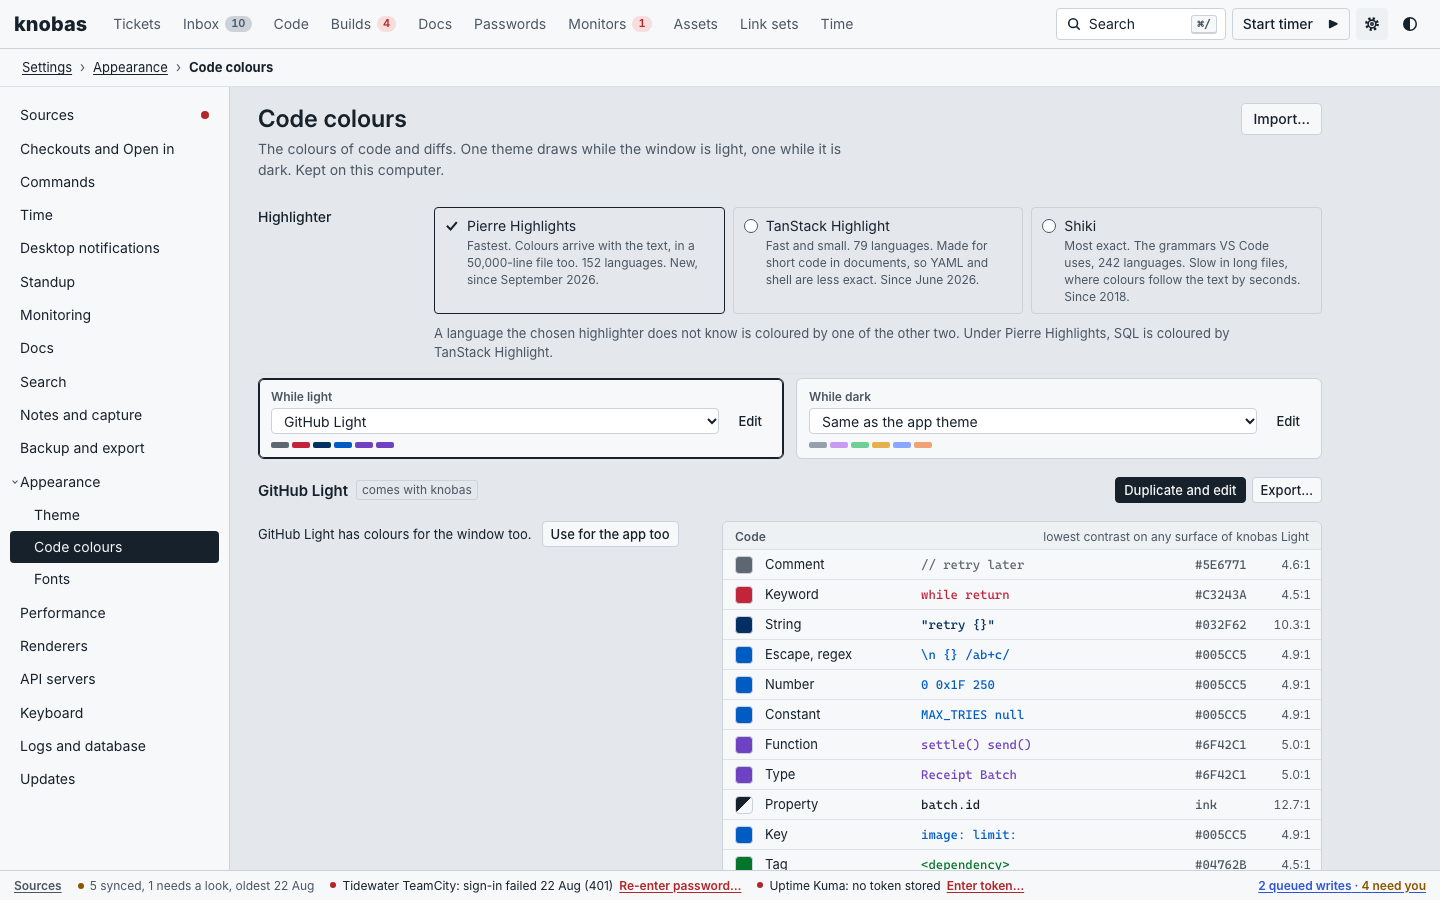 knobas Tickets Inbox 10 Code Builds 4 Docs Passwords Monitors 1 Assets Link sets Time Search ⌘/ Start timer
Settings › Appearance › Code colours
Sources
Checkouts and Open in
Commands
Time
Desktop notifications
Standup
Monitoring
Docs
Search
Notes and capture
Backup and export
Appearance
Theme
Code colours
Fonts
Performance
Renderers
API servers
Keyboard
Logs and database
Updates
Code colours
Import...
The colours of code and diffs. One theme draws while the window is light, one while it is
dark. Kept on this computer.
Highlighter
Pierre Highlights
Fastest. Colours arrive with the text, in a
50,000-line file too. 152 languages. New,
since September 2026.
TanStack Highlight
Fast and small. 79 languages. Made for
short code in documents, so YAML and
shell are less exact. Since June 2026.
Shiki
Most exact. The grammars VS Code
uses, 242 languages. Slow in long files,
where colours follow the text by seconds.
Since 2018.
A language the chosen highlighter does not know is coloured by one of the other two. Under Pierre Highlights, SQL is coloured by
TanStack Highlight.
While light
GitHub Light Edit
While dark
Same as the app theme Edit
GitHub Light comes with knobas Duplicate and edit Export...
GitHub Light has colours for the window too. Use for the app too
Code lowest contrast on any surface of knobas Light
Comment // retry later #5E6771 4.6:1
Keyword while return #C3243A 4.5:1
String "retry {}" #032F62 10.3:1
Escape, regex \n {} /ab+c/ #005CC5 4.9:1
Number 0 0x1F 250 #005CC5 4.9:1
Constant MAX_TRIES null #005CC5 4.9:1
Function settle() send() #6F42C1 5.0:1
Type Receipt Batch #6F42C1 5.0:1
Property batch.id ink 12.7:1
Key image: limit: #005CC5 4.9:1
Tag <dependency> #04762B 4.5:1
Sources 5 synced, 1 needs a look, oldest 22 Aug Tidewater TeamCity: sign-in failed 22 Aug (401) Re-enter password... Uptime Kuma: no token stored Enter token... 2 queued writes · 4 need you